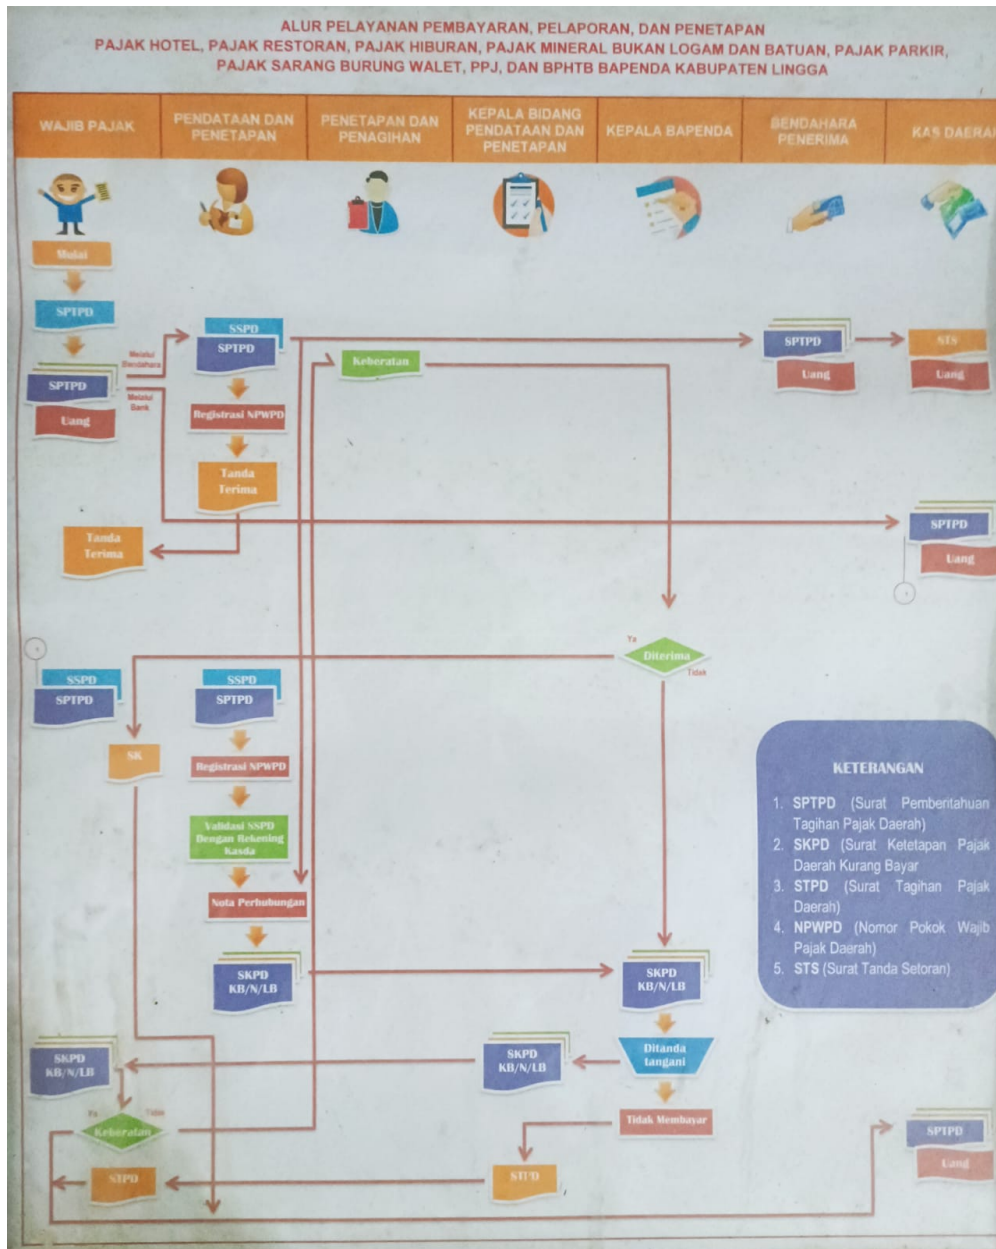 ALUR PELAYANAN PEMBAYARAN, PELAPORAN, DAN PENETAPAN
PAJAK HOTEL, PAJAK RESTORAN, PAJAK HIBURAN, PAJAK MINERAL BUKAN LOGAM DAN BATUAN, PAJAK PARKIR,
PAJAK SARANG BURUNG WALET, PPJ, DAN BPHTB BAPENDA KABUPATEN LINGGA
WAJIB PAJAK
PENDATAAN DAN
PENETAPAN
PENETAPAN DAN
PENAGIHAN
KEPALA BIDANG
PENDATAAN DAN
PENETAPAN
KEPALA BAPENDA
BENDAHARA
PENERIMA
KAS DAERAH
Mulai
SPTPD
SPTPD
Uang
Melalui
Bendahara
Melalui
Bank
SSPD
SPTPD
Registrasi NPWPD
Tanda
Terima
Tanda
Terima
Keberatan
SPTPD
Uang
STS
Uang
SPTPD
Uang
1
Ya
Diterima
Tidak
1
SSPD
SPTPD
SK
SSPD
SPTPD
Registrasi NPWPD
Validasi SSPD
Dengan Rekening
Kasda
Nota Perhubungan
SKPD
KB/N/LB
SKPD
KB/N/LB
Ditanda
tangani
SKPD
KB/N/LB
SKPD
KB/N/LB
Ya
Tidak
Keberatan
Tidak Membayar
STPD
STPD
SPTPD
Uang
KETERANGAN
1. SPTPD (Surat Pemberitahuan
Tagihan Pajak Daerah)
2. SKPD (Surat Ketetapan Pajak
Daerah Kurang Bayar
3. STPD (Surat Tagihan Pajak
Daerah)
4. NPWPD (Nomor Pokok Wajib
Pajak Daerah)
5. STS (Surat Tanda Setoran)